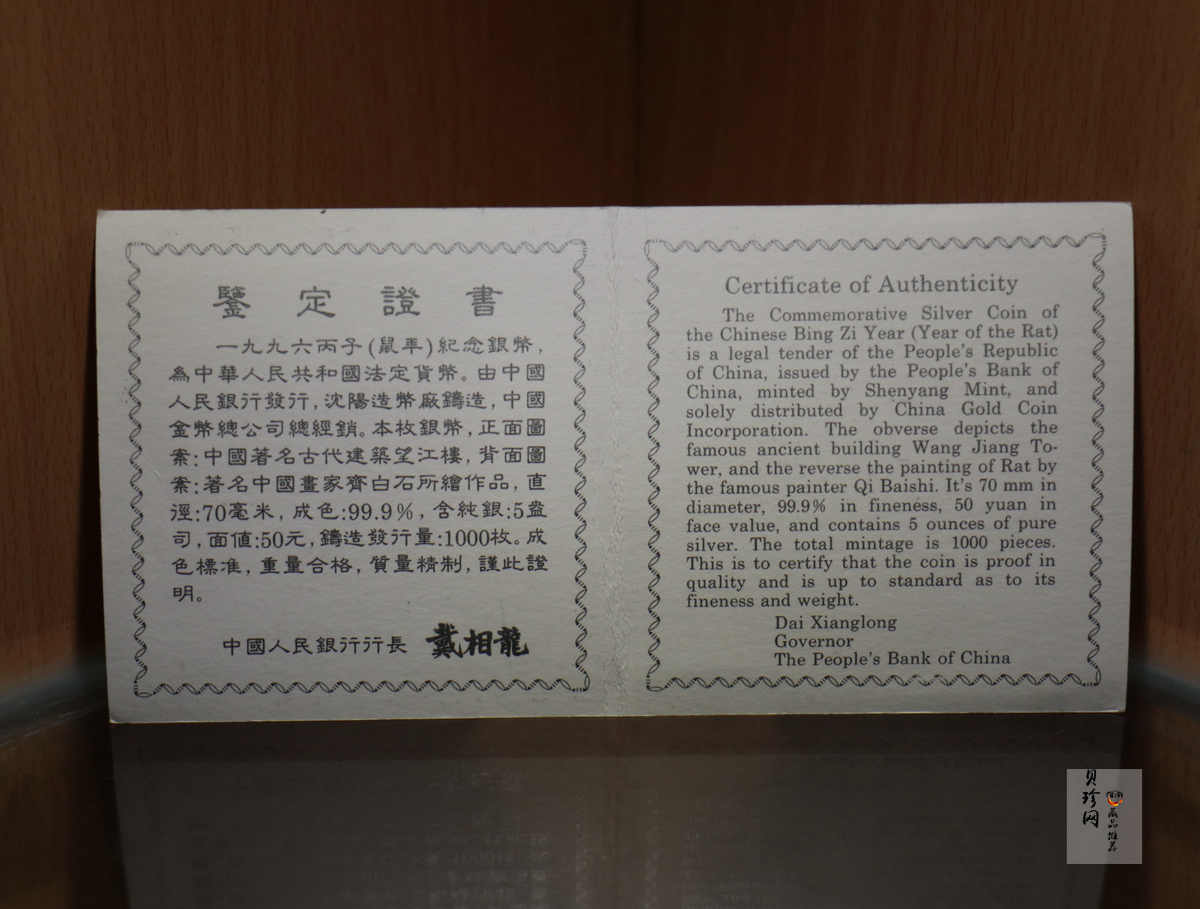 鑒定證書
一九九六丙子(鼠年)紀念銀幣,
為中華人民共和國法定貨幣。由中國
人民銀行發行,沈陽造幣廠鑄造,中國
金幣總公司總經銷。本枚銀幣,正面圖
案:中國著名古代建築望江樓,背面圖
案:著名中國畫家齊白石所繪作品,直
徑:70毫米,成色:99.9%,含純銀:5盎
司,面值:50元,鑄造發行量:1000枚。成
色標准,重量合格,質量精制,謹此證
明。
中國人民銀行行長 戴相龍
Certificate of Authenticity
The Commemorative Silver Coin of
the Chinese Bing Zi Year (Year of the Rat)
is a legal tender of the People's Republic
of China, issued by the People's Bank of
China, minted by Shenyang Mint, and
solely distributed by China Gold Coin
Incorporation. The obverse depicts the
famous ancient building Wang Jiang To-
wer, and the reverse the painting of Rat by
the famous painter Qi Baishi. It's 70 mm in
diameter, 99.9% in fineness, 50 yuan in
face value, and contains 5 ounces of pure
silver. The total mintage is 1000 pieces.
This is to certify that the coin is proof in
quality and is up to standard as to its
fineness and weight.
Dai Xianglong
Governor
The People's Bank of China
贝珍网
藏品推荐